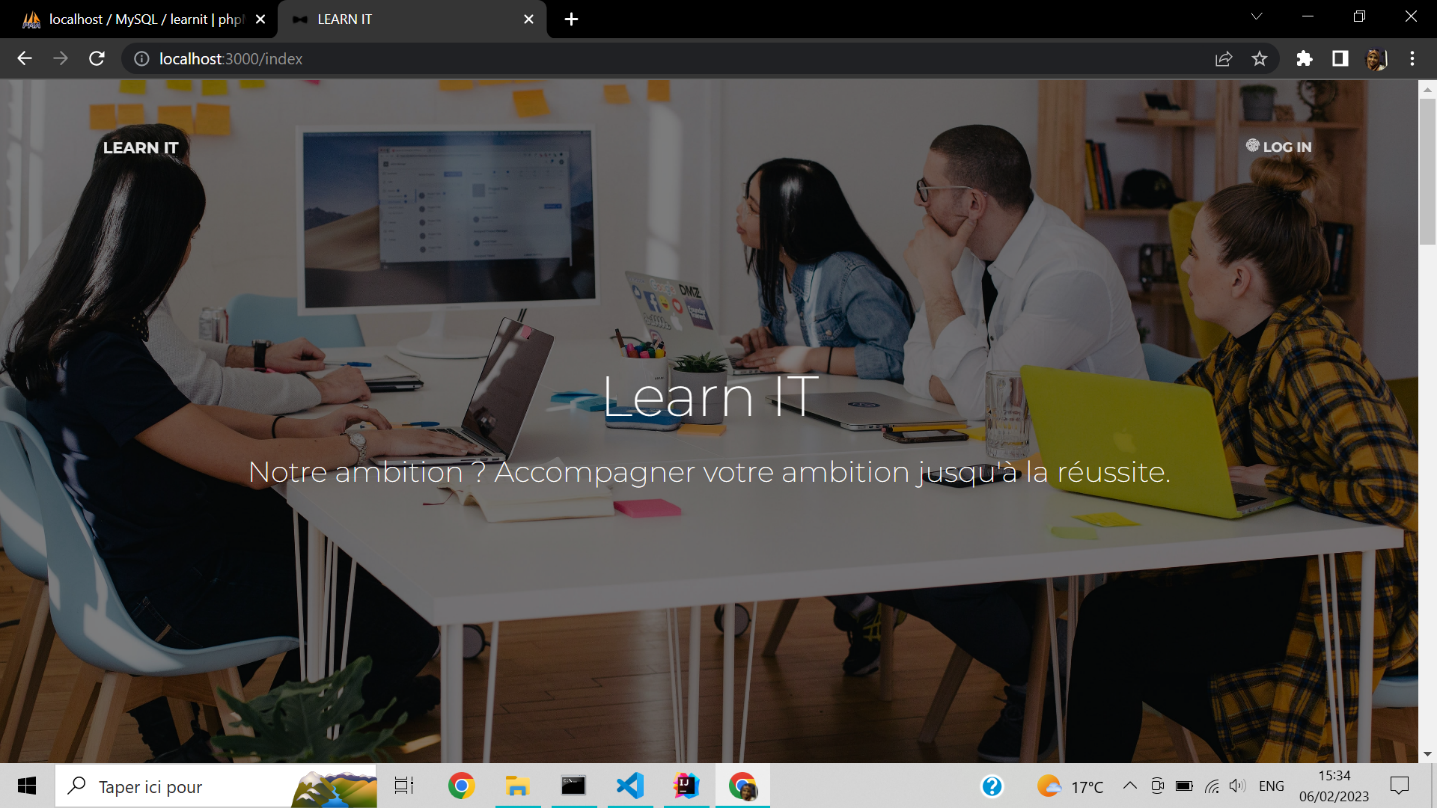 localhost / MySQL / learnit | php
LEARN IT
localhost:3000/index
LEARN IT
LOG IN
Learn IT
Notre ambition ? Accompagner votre ambition jusqu'à la réussite.
Taper ici pour
17°C
ENG
15:34
06/02/2023